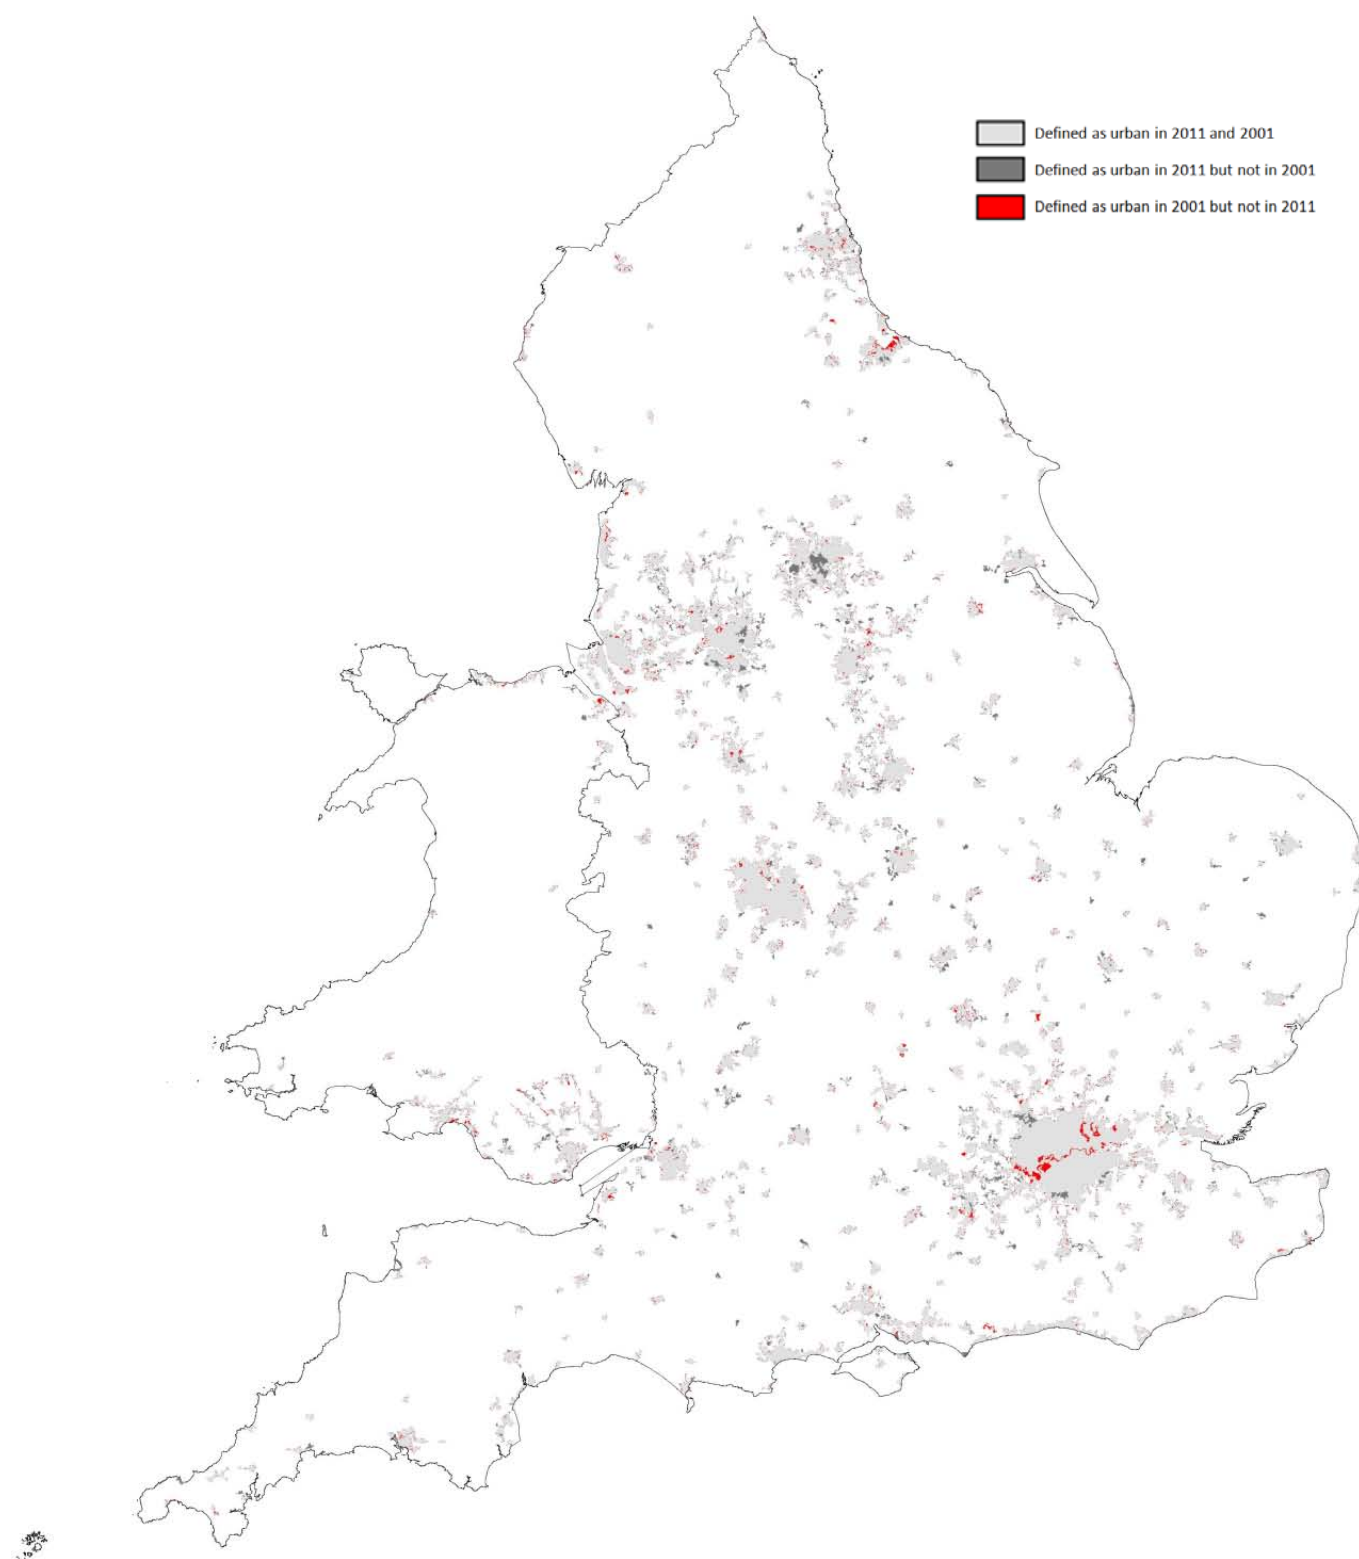 Defined as urban in 2011 and 2001
Defined as urban in 2011 but not in 2001
Defined as urban in 2001 but not in 2011